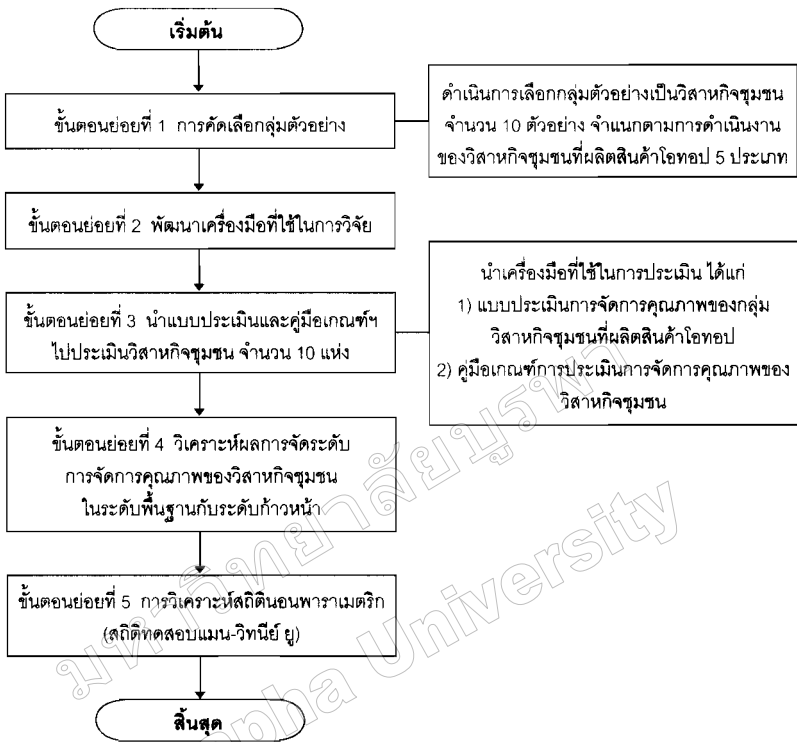 เริ่มต้น
ขั้นตอนย่อยที่ 1 การคัดเลือกลุ่มตัวอย่าง
ดำเนินการเลือกกลุ่มตัวอย่างเป็นวิสาหกิจชุมชน
จำนวน 10 ตัวอย่าง จำแนกตามการดำเนินงาน
ของวิสาหกิจชุมชนที่ผลิตสินค้าโอทอป 5 ประเภท
ขั้นตอนย่อยที่ 2 พัฒนาเครื่องมือที่ใช้ในการวิจัย
ขั้นตอนย่อยที่ 3 นำแบบประเมินและคู่มือเกณฑ์ฯ
ไปประเมินวิสาหกิจชุมชน จำนวน 10 แห่ง
นำเครื่องมือที่ใช้ในการประเมิน ได้แก่
1) แบบประเมินการจัดการคุณภาพของกลุ่ม
วิสาหกิจชุมชนที่ผลิตสินค้าโอทอป
2) คู่มือเกณฑ์การประเมินการจัดการคุณภาพของ
วิสาหกิจชุมชน
ขั้นตอนย่อยที่ 4 วิเคราะห์ผลการจัดระดับ
การจัดการคุณภาพของวิสาหกิจชุมชน
ในระดับพื้นฐานกับระดับก้าวหน้า
ขั้นตอนย่อยที่ 5 การวิเคราะห์สถิตินอนพาราเมตริก
(สถิติทดสอบแมน-วิทนีย์ ยู)
สิ้นสุด
มหาวิทยาลัยบูรพา
University